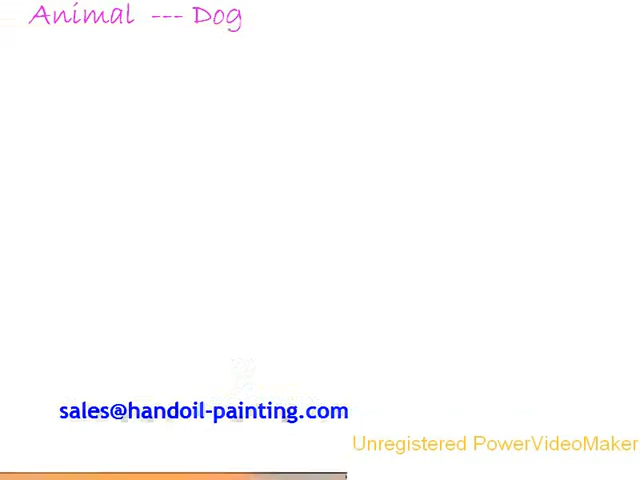 Animal --- Dog
sales@handoil-painting.com
Unregistered PowerVideoMaker